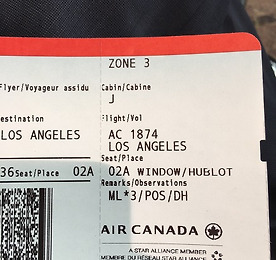 ZONE 3
Flyer/Voyageur assidu Cabin/Cabine
J
estination Flight/Vol
LOS ANGELES AC 1874
LOS ANGELES
Seat/Place
36 Seat/Place 02A 02A WINDOW/HUBLOT
Remarks/Observations
ML*3/POS/DH
AIR CANADA
A STAR ALLIANCE MEMBER
MEMBRE DU RÉSEAU STAR ALLIANCE